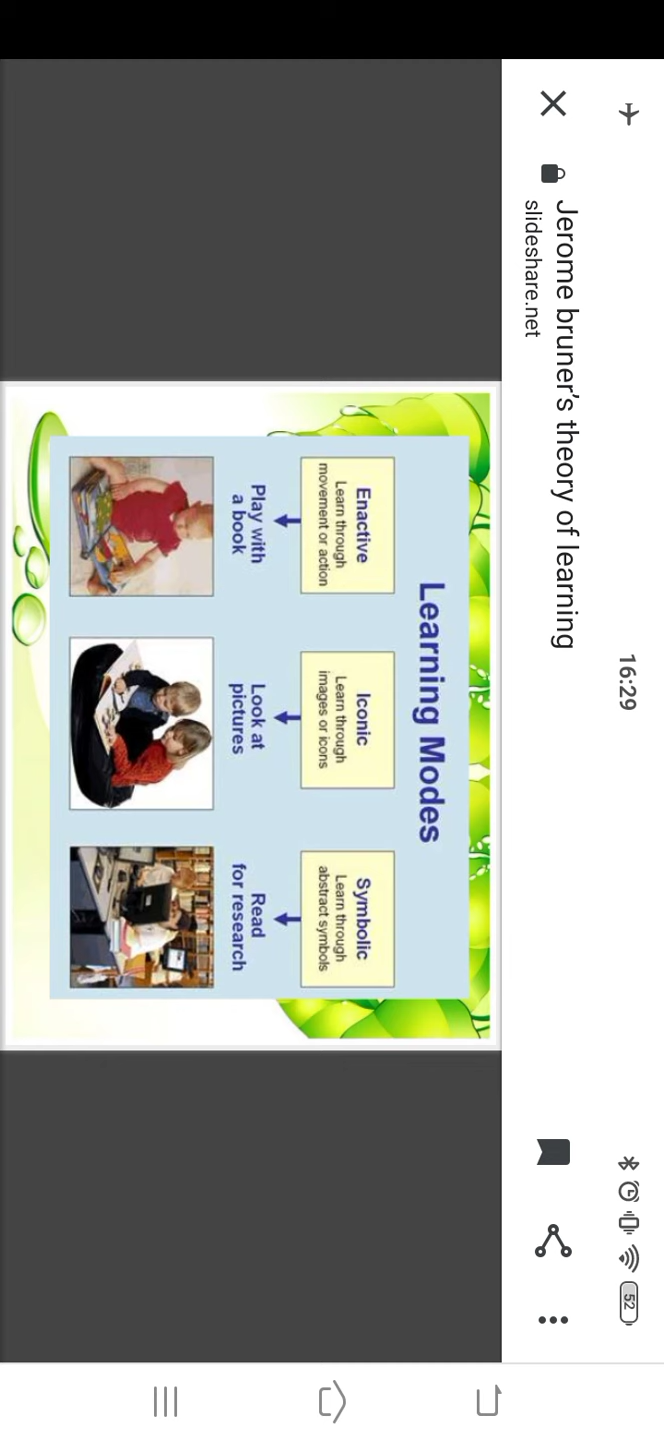 16:29
52
Jerome bruner's theory of learning
slideshare.net
Learning Modes
Enactive
Learn through
movement or action
Iconic
Learn through
images or icons
Symbolic
Learn through
abstract symbols
Play with
a book
Look at
pictures
Read
for research